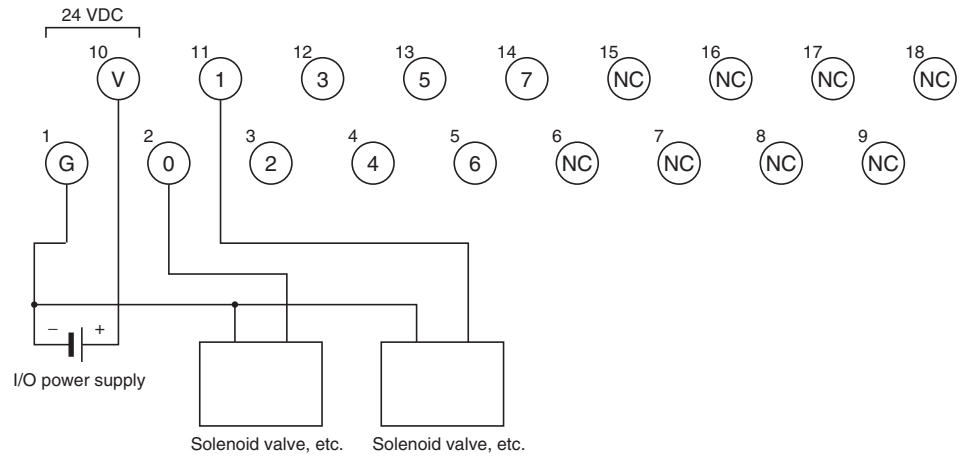 24 VDC
10 11 12 13 14 15 16 17 18
V 1 3 5 7 NC NC NC NC
1 2 3 4 5 6 7 8 9
G 0 2 4 6 NC NC NC NC
− +
I/O power supply
Solenoid valve, etc. Solenoid valve, etc.